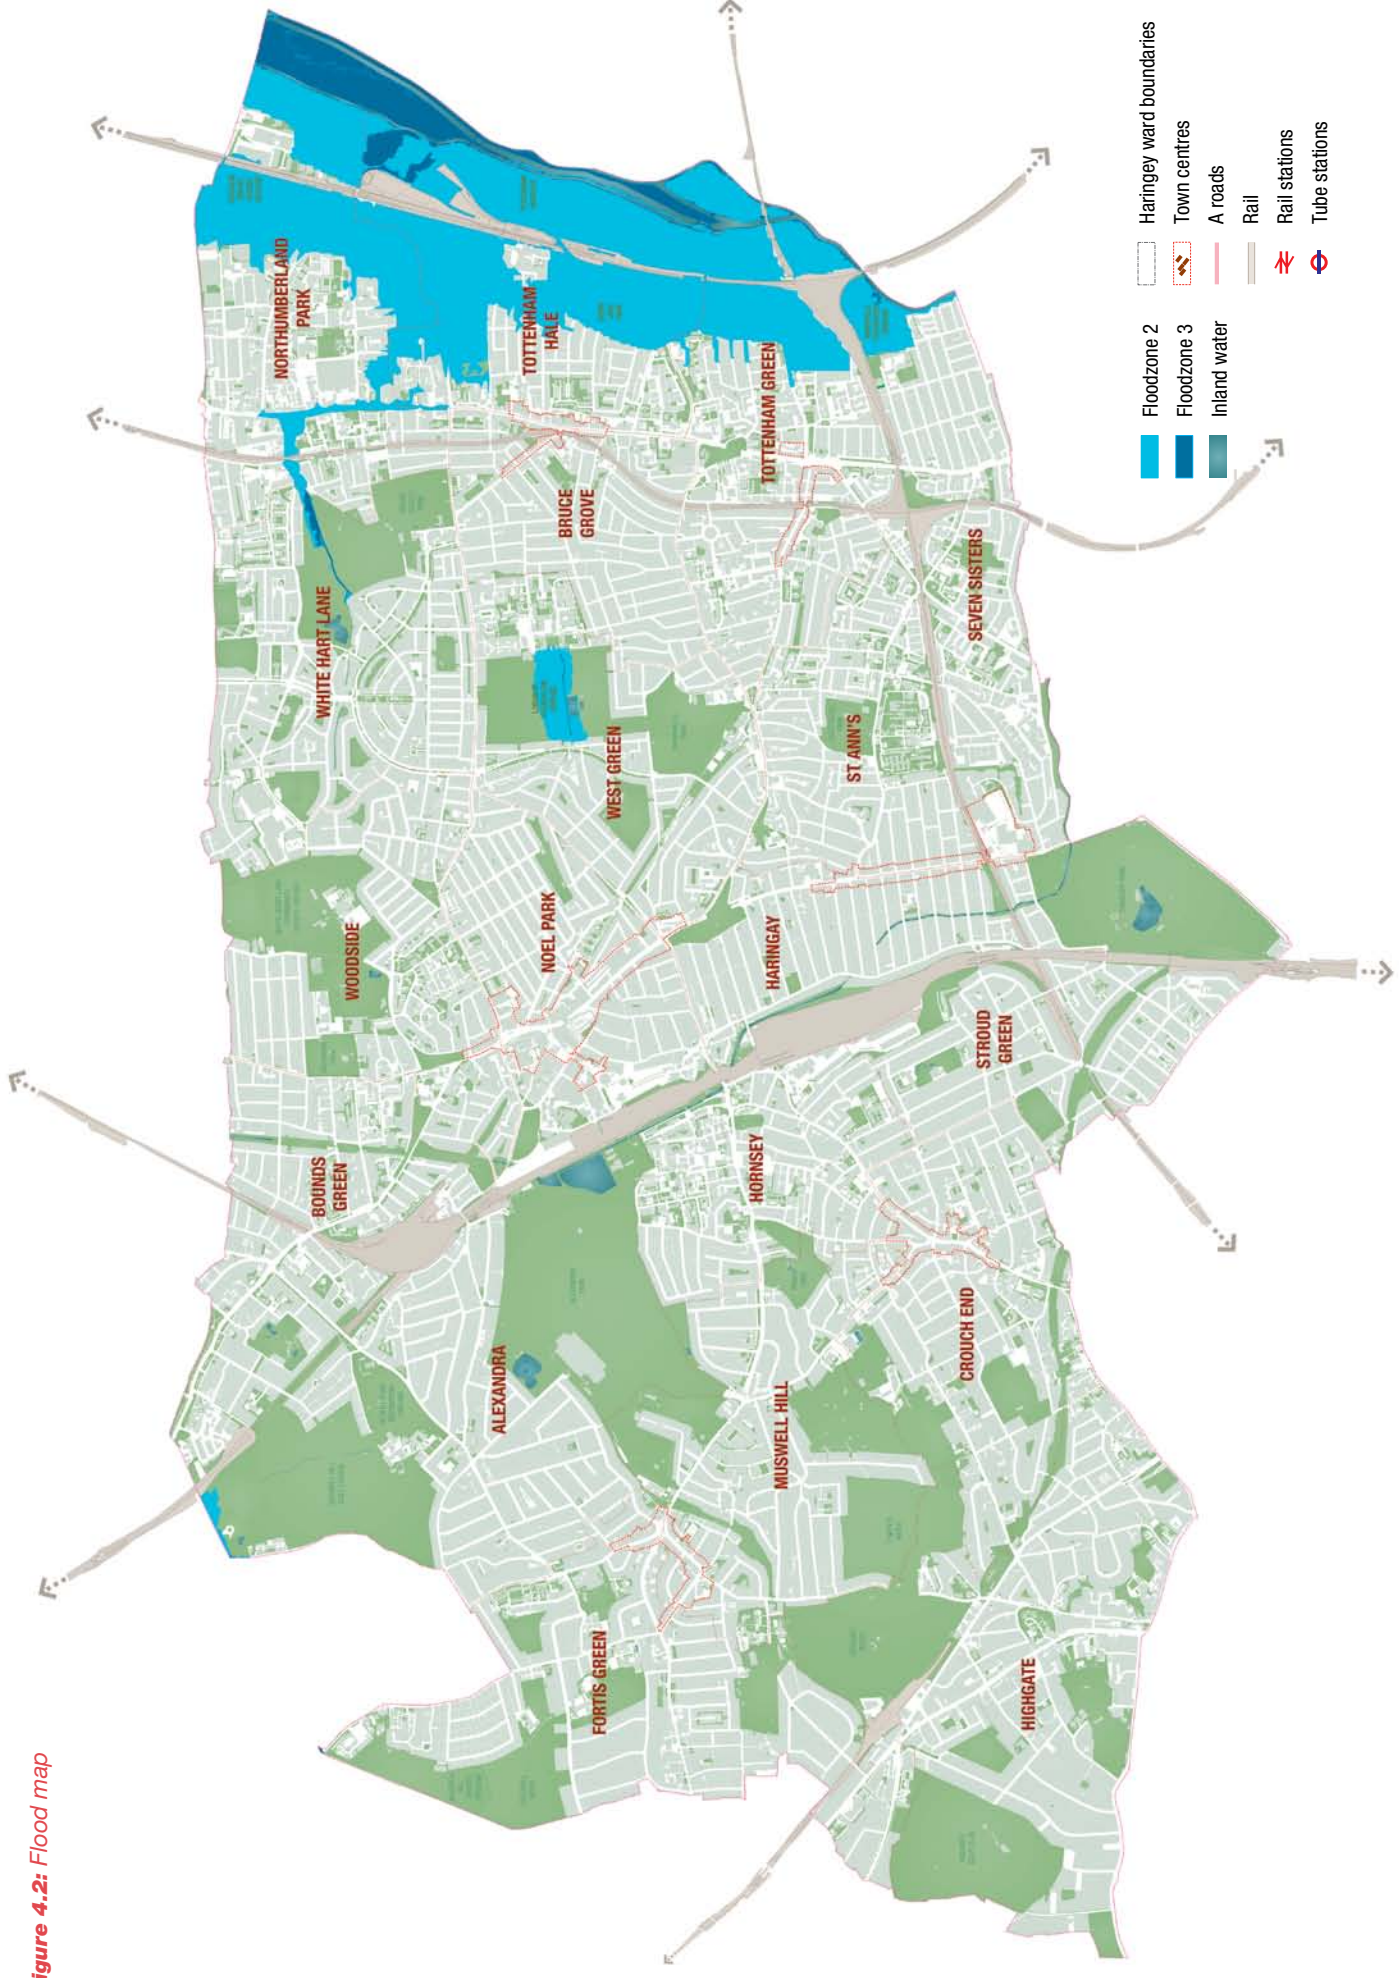 igure 4.2: Flood map
NORTHUMBERLAND
PARK
TOTTENHAM
HALE
TOTTENHAM GREEN
WHITE HART LANE
BRUCE
GROVE
SEVEN SISTERS
WEST GREEN
ST ANN'S
WOODSIDE
NOEL PARK
HARINGAY
STROUD
GREEN
BOUNDS
GREEN
HORNSEY
ALEXANDRA
CROUCH END
MUSWELL HILL
FORTIS GREEN
HIGHGATE
Floodzone 2
Floodzone 3
Inland water
Haringey ward boundaries
Town centres
A roads
Rail
Rail stations
Tube stations